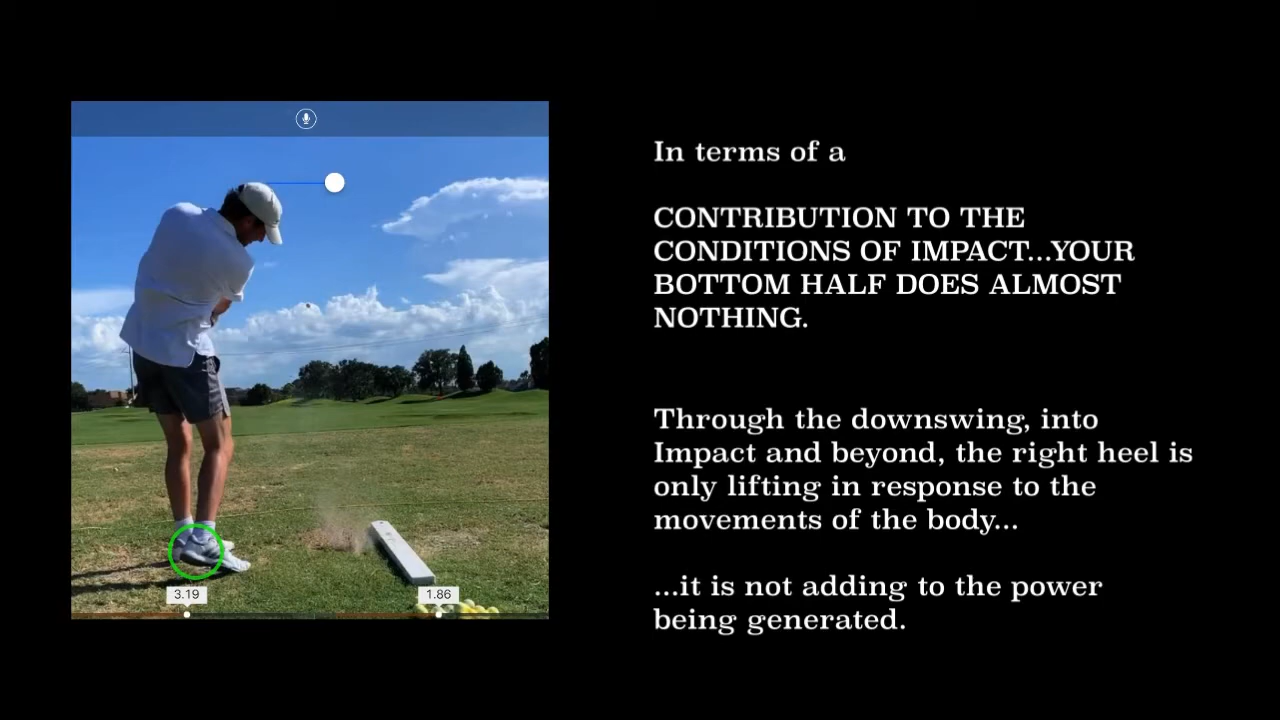 In terms of a
CONTRIBUTION TO THE
CONDITIONS OF IMPACT...YOUR
BOTTOM HALF DOES ALMOST
NOTHING.
Through the downswing, into
Impact and beyond, the right heel is
only lifting in response to the
movements of the body...
...it is not adding to the power
being generated.
3.19
1.86